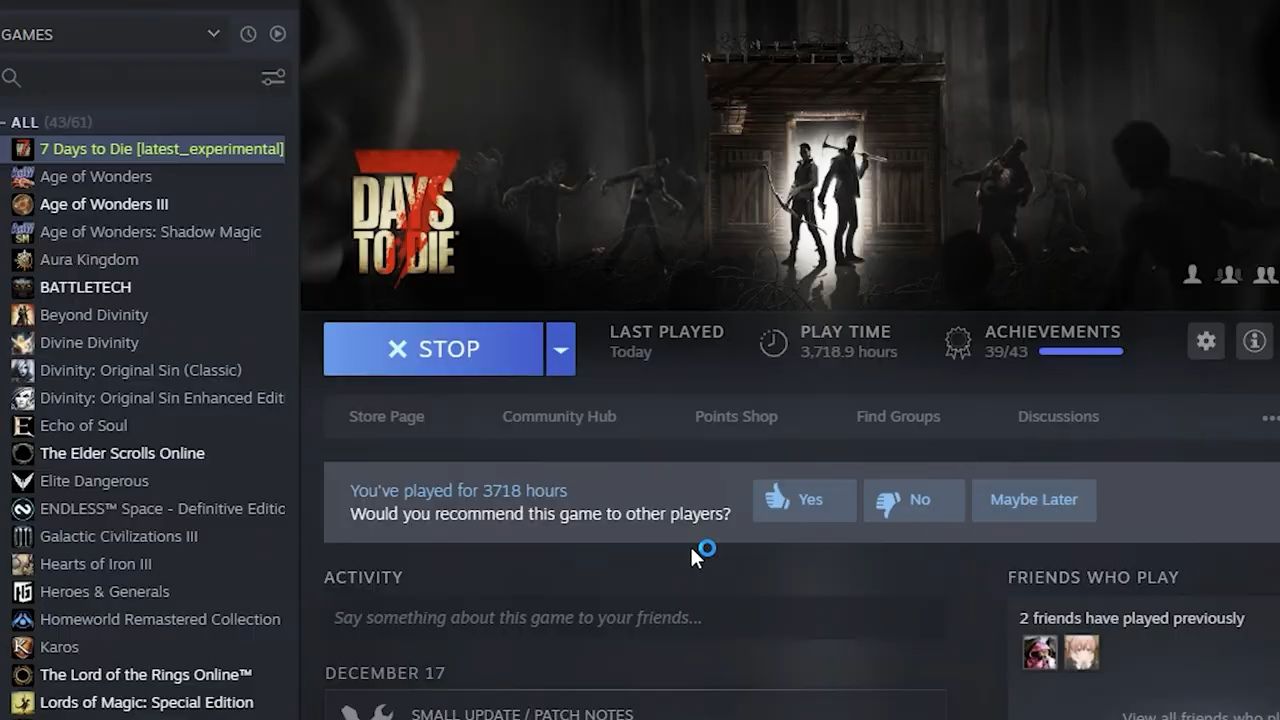 GAMES
- ALL (43/61)
7 Days to Die [latest_experimental]
Age of Wonders
Age of Wonders III
Age of Wonders: Shadow Magic
Aura Kingdom
BATTLETECH
Beyond Divinity
Divine Divinity
Divinity: Original Sin (Classic)
Divinity: Original Sin Enhanced Edit
Echo of Soul
The Elder Scrolls Online
Elite Dangerous
ENDLESS™ Space - Definitive Editic
Galactic Civilizations III
Hearts of Iron III
Heroes & Generals
Homeworld Remastered Collection
Karos
The Lord of the Rings Online™
Lords of Magic: Special Edition
7
DAYS
TO DIE
STOP
LAST PLAYED
Today
PLAY TIME
3,718.9 hours
ACHIEVEMENTS
39/43
Store Page
Community Hub
Points Shop
Find Groups
Discussions
You've played for 3718 hours
Would you recommend this game to other players?
Yes
No
Maybe Later
ACTIVITY
Say something about this game to your friends...
DECEMBER 17
SMALL UPDATE / PATCH NOTES
FRIENDS WHO PLAY
2 friends have played previously
View all friends who